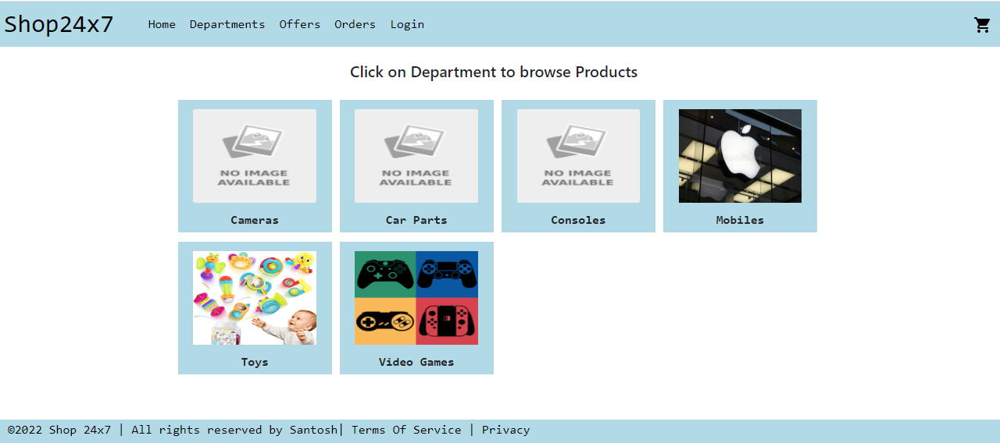 Shop24x7 Home Departments Offers Orders Login
Click on Department to browse Products
NO IMAGE AVAILABLE
NO IMAGE AVAILABLE
NO IMAGE AVAILABLE
Cameras Car Parts Consoles Mobiles
Toys Video Games
©2022 Shop 24x7 | All rights reserved by Santosh| Terms Of Service | Privacy